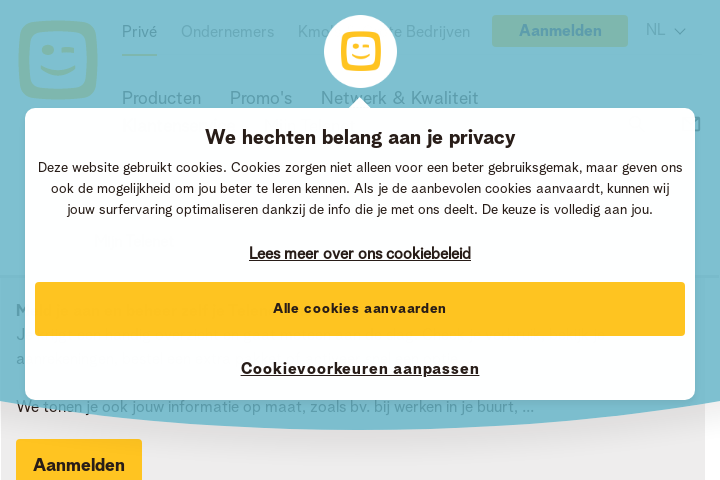 Privé Ondernemers Kmo Bedrijven Aanmelden NL
Producten Promo's Netwerk & Kwaliteit
We hechten belang aan je privacy
Deze website gebruikt cookies. Cookies zorgen niet alleen voor een beter gebruiksgemak, maar geven ons
ook de mogelijkheid om jou beter te leren kennen. Als je de aanbevolen cookies aanvaardt, kunnen wij
jouw surfervaring optimaliseren dankzij de info die je met ons deelt. De keuze is volledig aan jou.
Lees meer over ons cookiebeleid
Alle cookies aanvaarden
Cookievoorkeuren aanpassen
We tonen je ook jouw informatie op maat, zoals bv. bij werken in je buurt, ...
Aanmelden